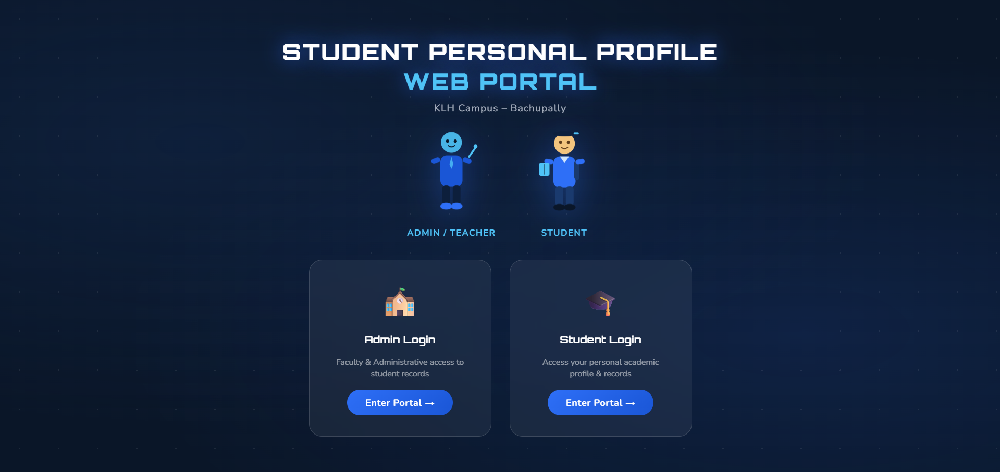 STUDENT PERSONAL PROFILE
WEB PORTAL
KLH Campus – Bachupally
ADMIN / TEACHER
STUDENT
Admin Login
Faculty & Administrative access to
student records
Enter Portal →
Student Login
Access your personal academic
profile & records
Enter Portal →